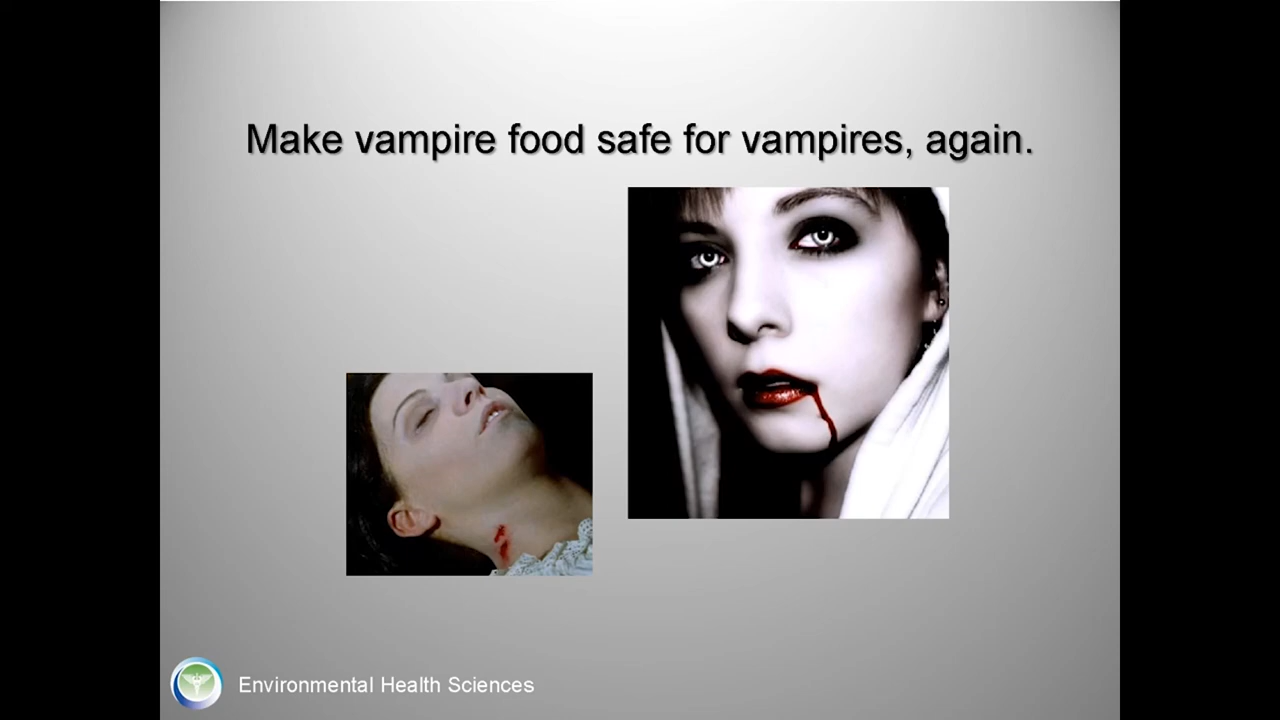 Make vampire food safe for vampires, again.
Environmental Health Sciences